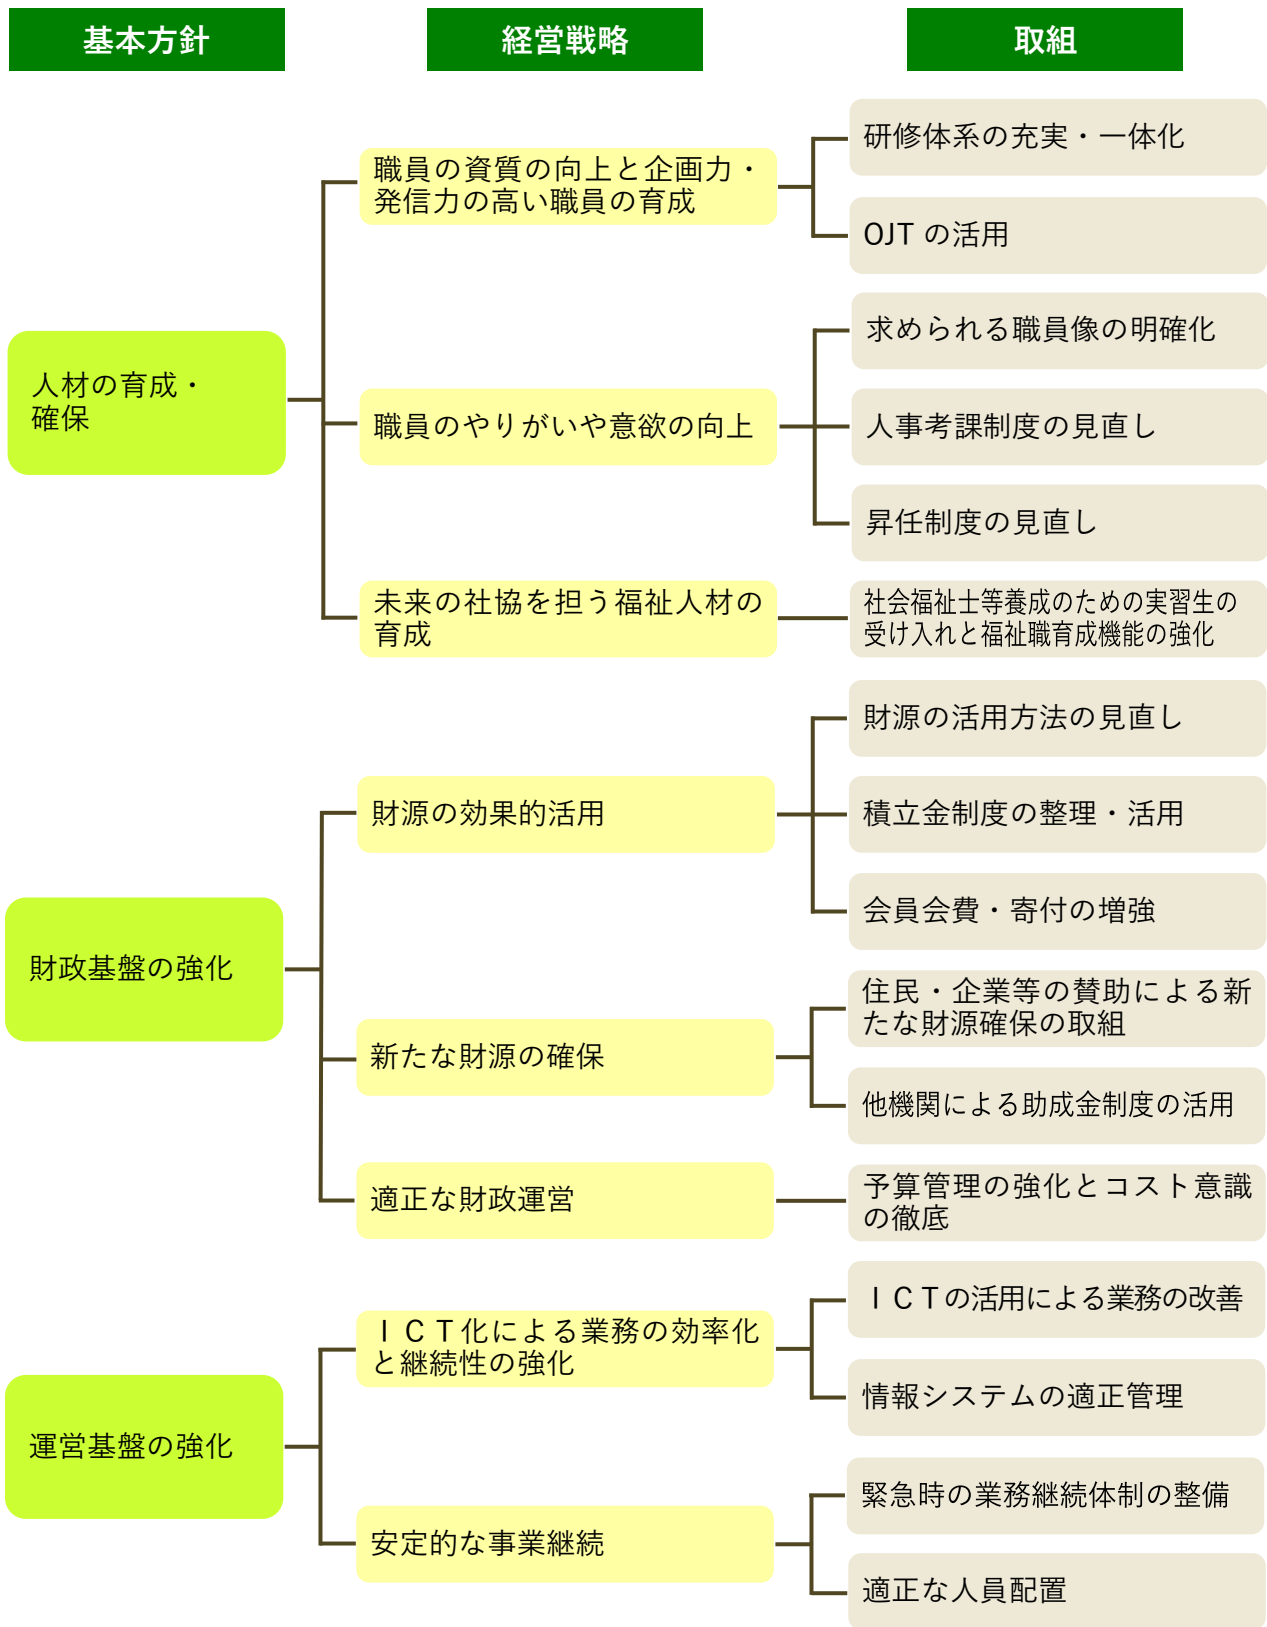 基本方針
経営戦略
取組
人材の育成・
確保
職員の資質の向上と企画力・
発信力の高い職員の育成
研修体系の充実・一体化
OJT の活用
職員のやりがいや意欲の向上
求められる職員像の明確化
人事考課制度の見直し
昇任制度の見直し
未来の社協を担う福祉人材の
育成
社会福祉士等養成のための実習生の
受け入れと福祉職育成機能の強化
財政基盤の強化
財源の効果的活用
財源の活用方法の見直し
積立金制度の整理・活用
会員会費・寄付の増強
新たな財源の確保
住民・企業等の賛助による新
たな財源確保の取組
他機関による助成金制度の活用
適正な財政運営
予算管理の強化とコスト意識
の徹底
運営基盤の強化
ＩＣＴ化による業務の効率化
と継続性の強化
ＩＣＴの活用による業務の改善
情報システムの適正管理
安定的な事業継続
緊急時の業務継続体制の整備
適正な人員配置